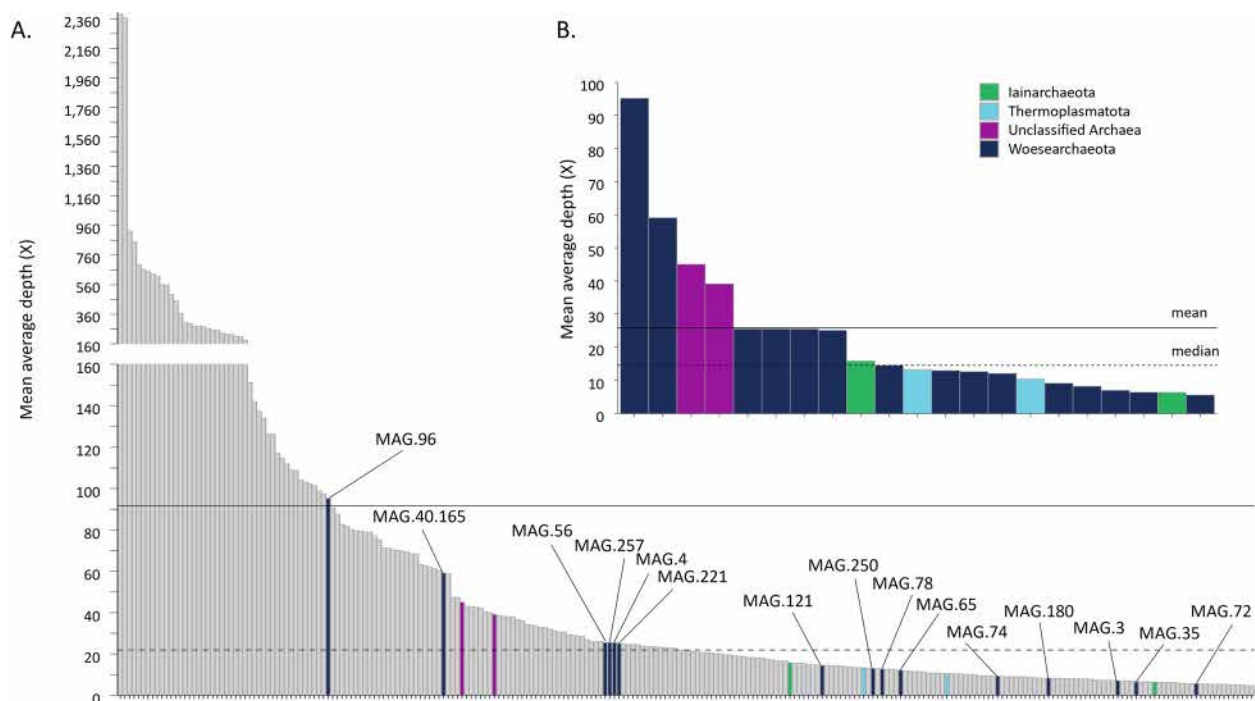 A.
Mean average depth (X)
2,360
2,160
1,960
1,760
1,560
1,360
1,160
960
760
560
360
160
160
140
120
100
80
60
40
20
0
MAG.96
MAG.40.165
MAG.56
MAG.257
MAG.4
MAG.221
MAG.121
MAG.250
MAG.78
MAG.65
MAG.74
MAG.180
MAG.3
MAG.35
MAG.72
B.
Mean average depth (X)
100
90
80
70
60
50
40
30
20
10
0
Iainarchaeota
Thermoplasmatota
Unclassified Archaea
Woesearchaeota
mean
median